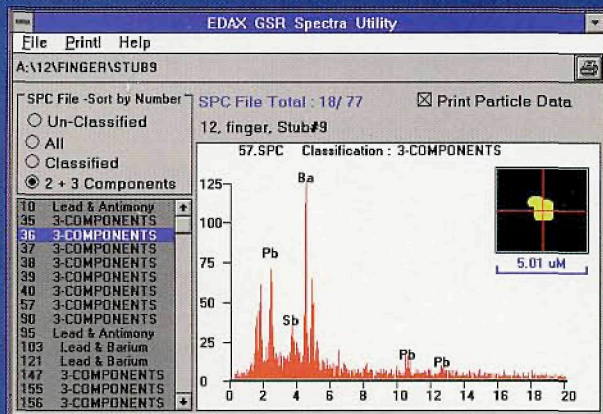 EDAX GSR Spectra Utility
File Print! Help
A:\12\FINGER\STUB9
SPC File -Sort by Number
Un-Classified
All
Classified
2 + 3 Components
SPC File Total : 18/ 77
Print Particle Data
12, finger, Stub#9
10 Lead & Antimony
35 3-COMPONENTS
36 3-COMPONENTS
37 3-COMPONENTS
38 3-COMPONENTS
39 3-COMPONENTS
40 3-COMPONENTS
57 3-COMPONENTS
90 3-COMPONENTS
95 Lead & Antimony
103 Lead & Barium
121 Lead & Barium
147 3-COMPONENTS
155 3-COMPONENTS
156 3-COMPONENTS
57.SPC Classification : 3-COMPONENTS
125
100
75
50
25
0
Ba
Pb
Sb
Pb
Pb
0 2 4 6 8 10 12 14 16 18 20
5.01 uM